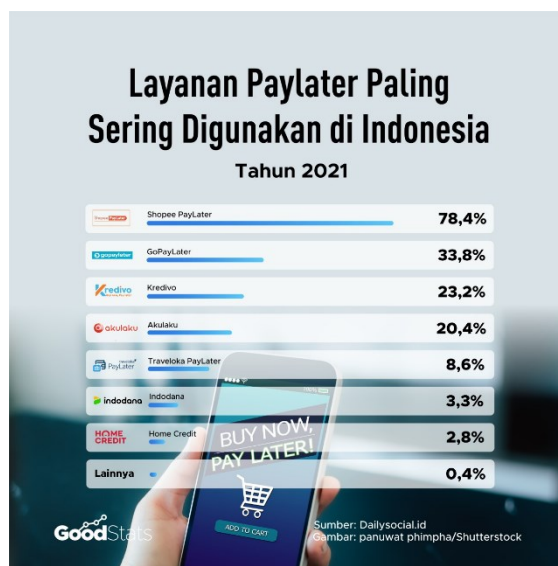 Layanan Paylater Paling
Sering Digunakan di Indonesia
Tahun 2021
Shopee PayLater 78,4%
gopaylater GoPayLater 33,8%
Kredivo Kredivo 23,2%
akulaku Akulaku 20,4%
PayLater Traveloka PayLater 8,6%
indodana Indodana 3,3%
HOME
CREDIT Home Credit 2,8%
Lainnya 0,4%
BUY NOW,
PAY LATER!
ADD TO CART
GoodStats
Sumber: Dailysocial.id
Gambar: panuwat phimpha/Shutterstock